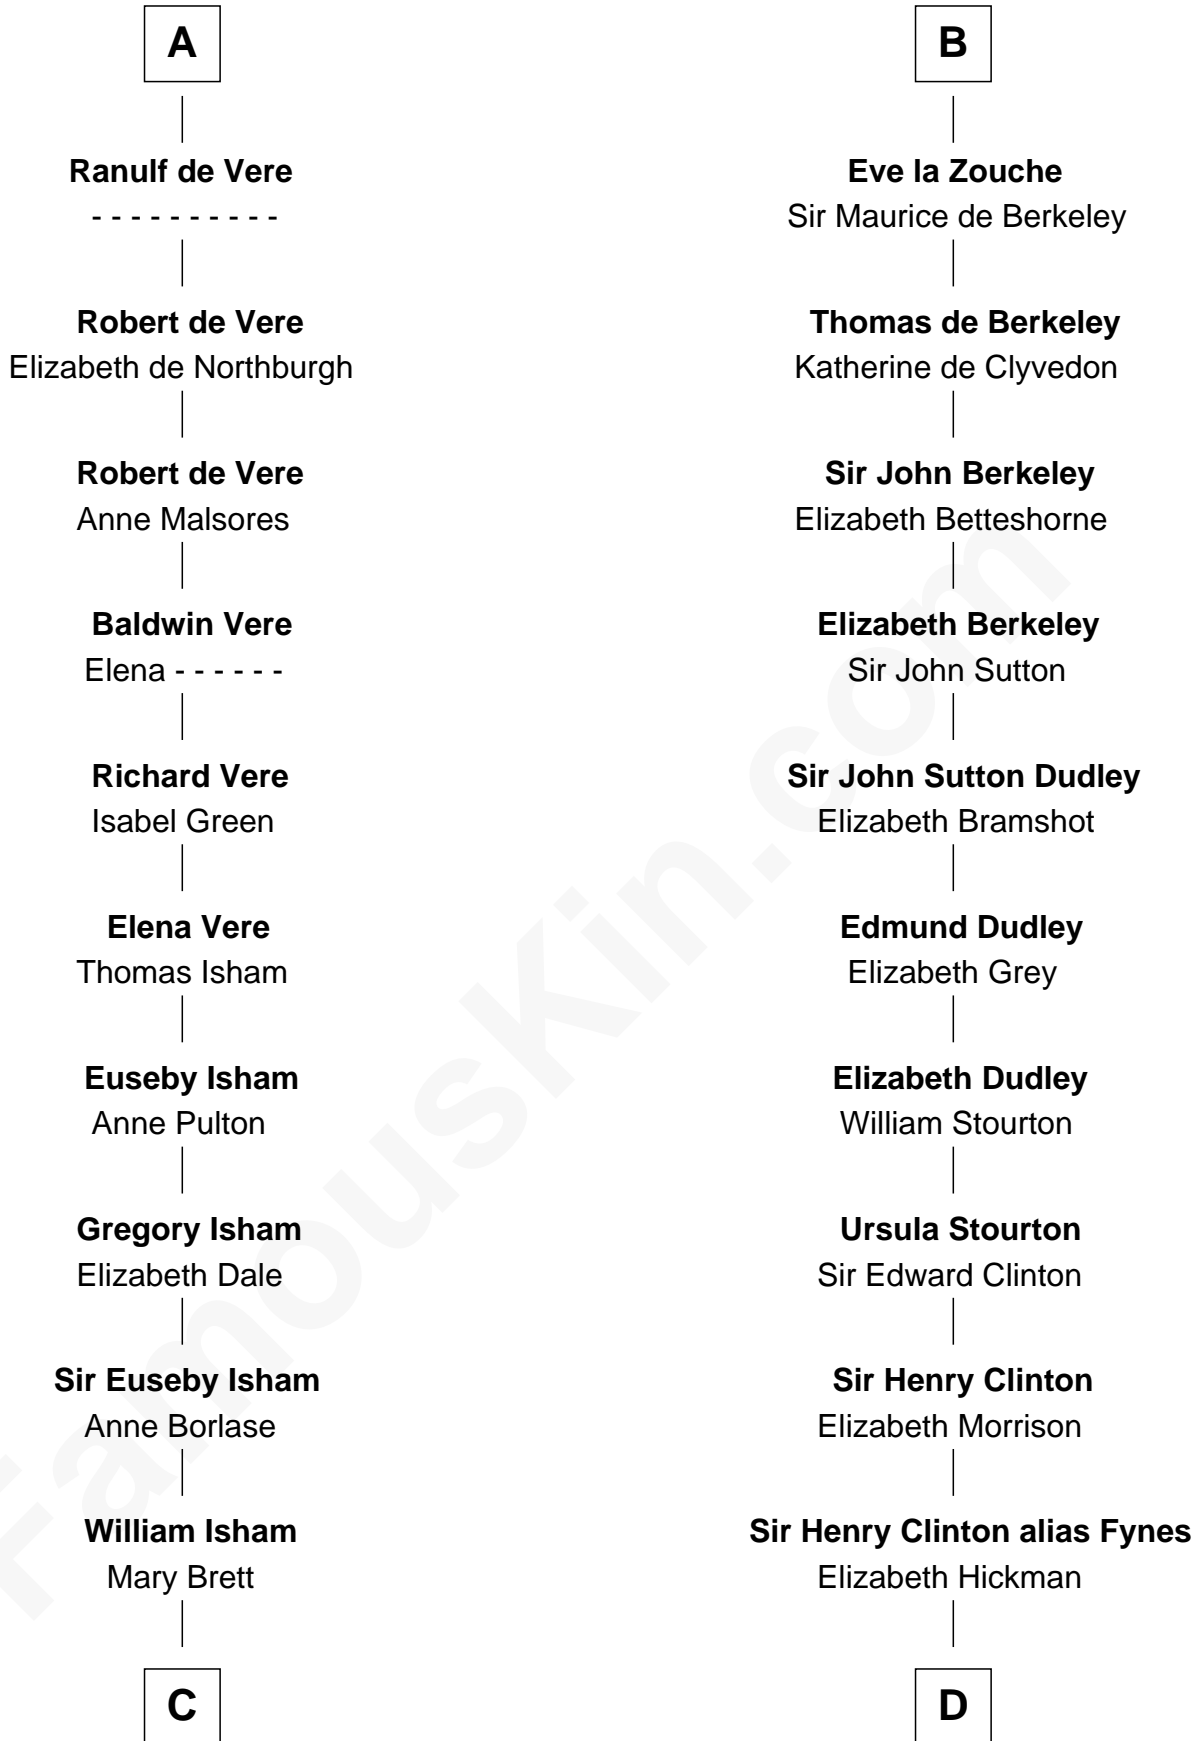 A
Ranulf de Vere
- - - - - - - - - -
Robert de Vere
Elizabeth de Northburgh
Robert de Vere
Anne Malsores
Baldwin Vere
Elena - - - - - -
Richard Vere
Isabel Green
Elena Vere
Thomas Isham
Euseby Isham
Anne Pulton
Gregory Isham
Elizabeth Dale
Sir Euseby Isham
Anne Borlase
William Isham
Mary Brett
C
B
Eve la Zouche
Sir Maurice de Berkeley
Thomas de Berkeley
Katherine de Clyvedon
Sir John Berkeley
Elizabeth Betteshorne
Elizabeth Berkeley
Sir John Sutton
Sir John Sutton Dudley
Elizabeth Bramshot
Edmund Dudley
Elizabeth Grey
Elizabeth Dudley
William Stourton
Ursula Stourton
Sir Edward Clinton
Sir Henry Clinton
Elizabeth Morrison
Sir Henry Clinton alias Fynes
Elizabeth Hickman
D
FamousKin.com